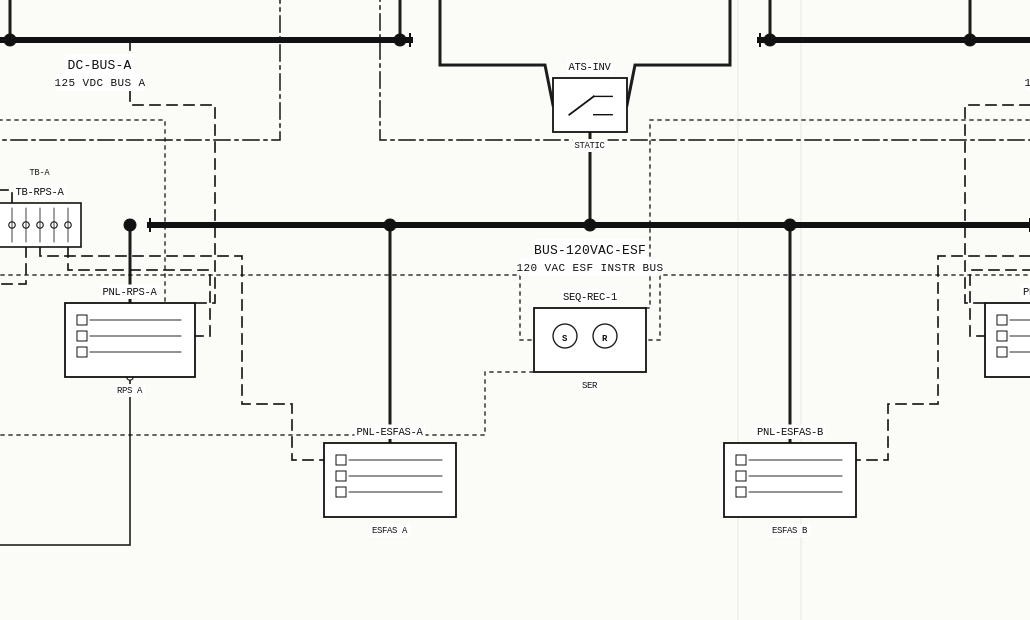 DC-BUS-A
125 VDC BUS A
ATS-INV
STATIC
TB-A
TB-RPS-A
BUS-120VAC-ESF
120 VAC ESF INSTR BUS
PNL-RPS-A
RPS A
SEQ-REC-1
S R
SER
PNL-ESFAS-A
ESFAS A
PNL-ESFAS-B
ESFAS B